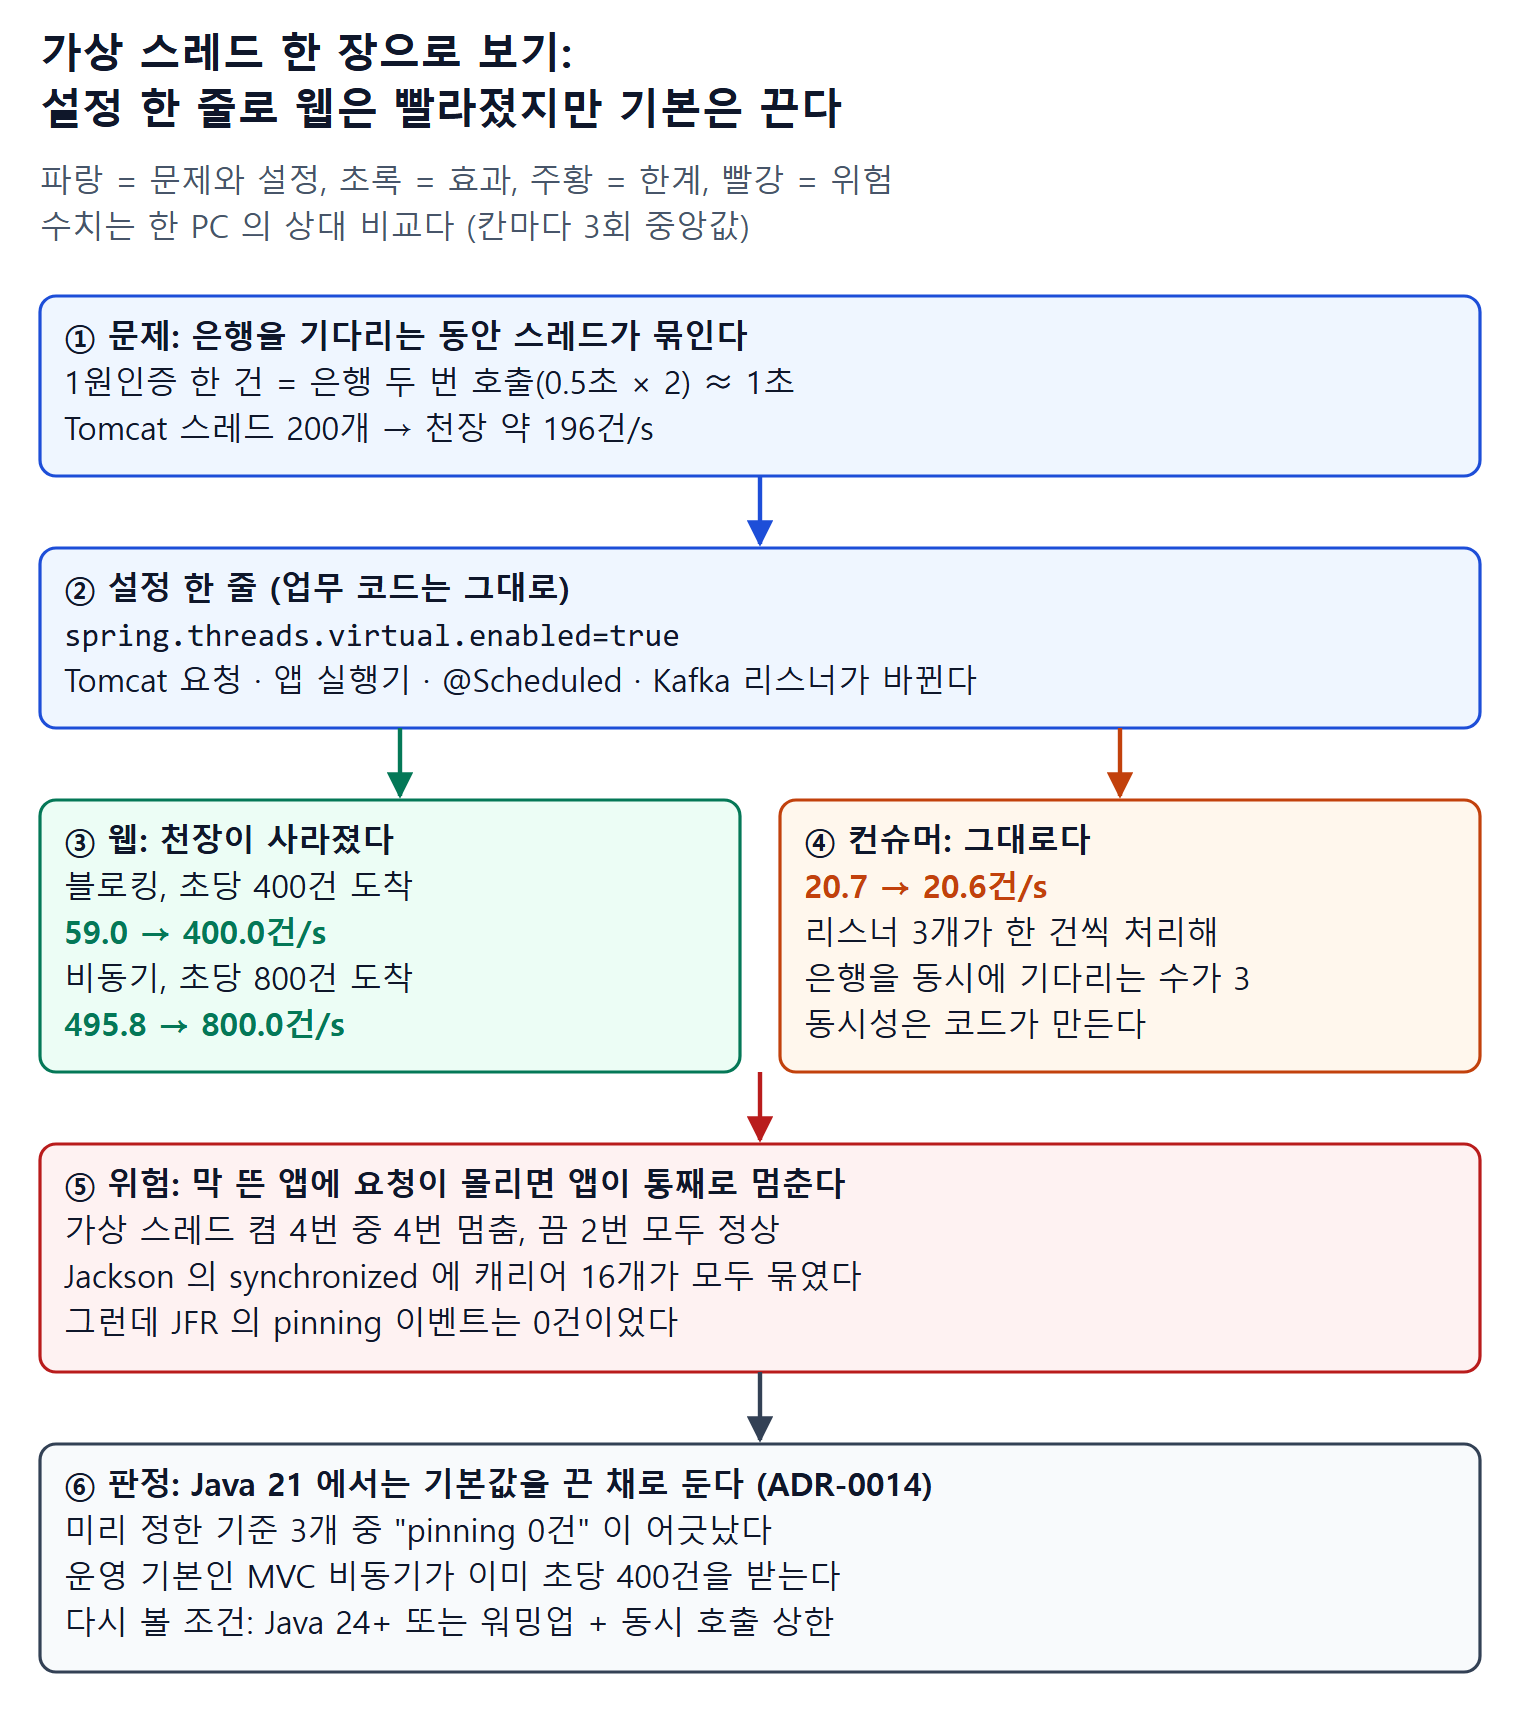 가상 스레드 한 장으로 보기:
설정 한 줄로 웹은 빨라졌지만 기본은 끈다
파랑 = 문제와 설정, 초록 = 효과, 주황 = 한계, 빨강 = 위험
수치는 한 PC 의 상대 비교다 (칸마다 3회 중앙값)
① 문제: 은행을 기다리는 동안 스레드가 묶인다
1원인증 한 건 = 은행 두 번 호출(0.5초 × 2) ≈ 1초
Tomcat 스레드 200개 → 천장 약 196건/s
② 설정 한 줄 (업무 코드는 그대로)
spring.threads.virtual.enabled=true
Tomcat 요청 · 앱 실행기 · @Scheduled · Kafka 리스너가 바뀐다
③ 웹: 천장이 사라졌다
블로킹, 초당 400건 도착
59.0 → 400.0건/s
비동기, 초당 800건 도착
495.8 → 800.0건/s
④ 컨슈머: 그대로다
20.7 → 20.6건/s
리스너 3개가 한 건씩 처리해
은행을 동시에 기다리는 수가 3
동시성은 코드가 만든다
⑤ 위험: 막 뜬 앱에 요청이 몰리면 앱이 통째로 멈춘다
가상 스레드 켬 4번 중 4번 멈춤, 끔 2번 모두 정상
Jackson 의 synchronized 에 캐리어 16개가 모두 묶였다
그런데 JFR 의 pinning 이벤트는 0건이었다
⑥ 판정: Java 21 에서는 기본값을 끈 채로 둔다 (ADR-0014)
미리 정한 기준 3개 중 "pinning 0건" 이 어긋났다
운영 기본인 MVC 비동기가 이미 초당 400건을 받는다
다시 볼 조건: Java 24+ 또는 워밍업 + 동시 호출 상한